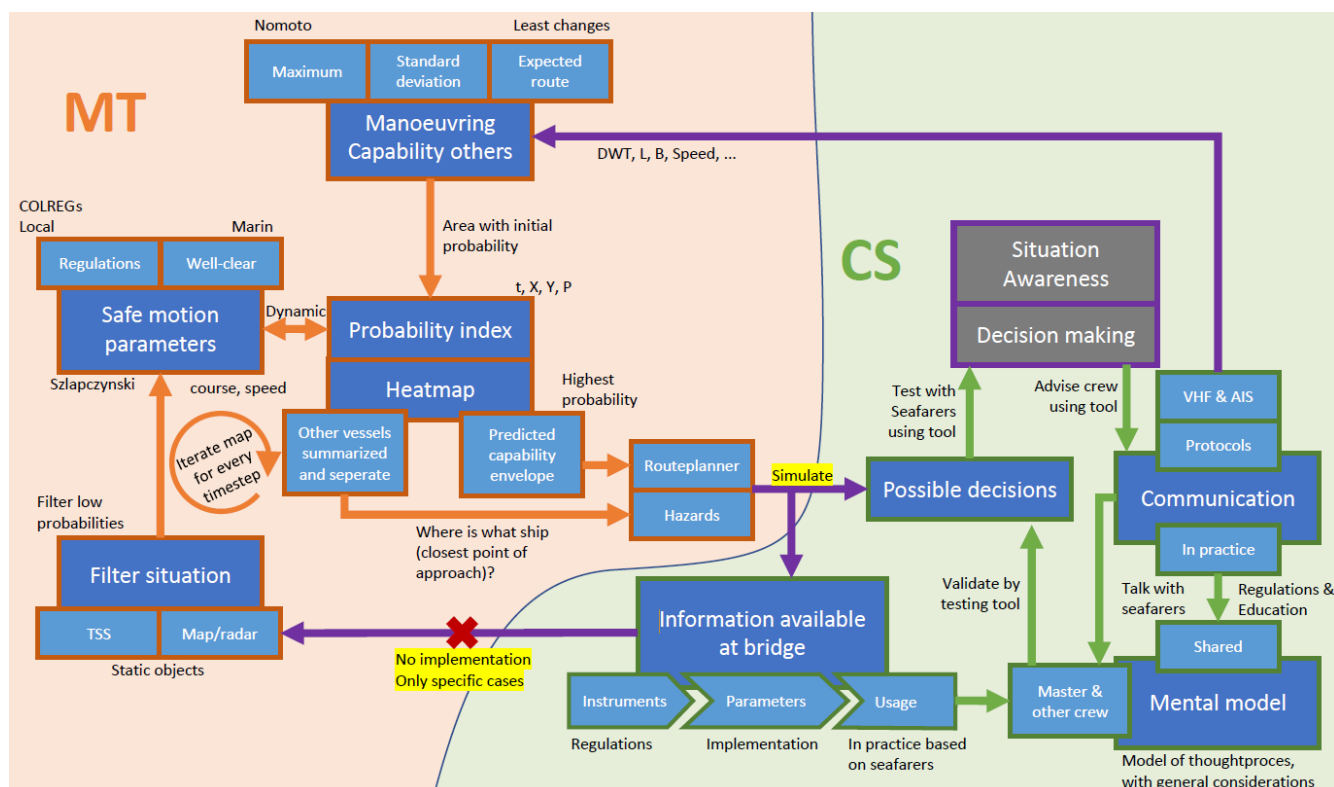 Nomoto
Least changes
Maximum
Standard
deviation
Expected
route
MT
Manoeuvring
Capability others
DWT, L, B, Speed, ...
COLREGs
Local
Marin
Area with initial
probability
Regulations
Well-clear
t, X, Y, P
Safe motion
parameters
Dynamic
Probability index
Szlapczynski
course, speed
Heatmap
Highest
probability
Iterate map
for every
timestep
Other vessels
summarized
and seperate
Predicted
capability
envelope
Routeplanner
Hazards
Simulate
Filter low
probabilities
Where is what ship
(closest point of
approach)?
Filter situation
TSS
Map/radar
Static objects
No implementation
Only specific cases
CS
Situation
Awareness
Decision making
Test with
Seafarers
using tool
Advise crew
using tool
VHF & AIS
Protocols
Possible decisions
Communication
In practice
Validate by
testing tool
Talk with
seafarers
Regulations &
Education
Information available
at bridge
Shared
Instruments
Parameters
Usage
Master &
other crew
Mental model
Regulations
Implementation
In practice based
on seafarers
Model of thoughtproces,
with general considerations